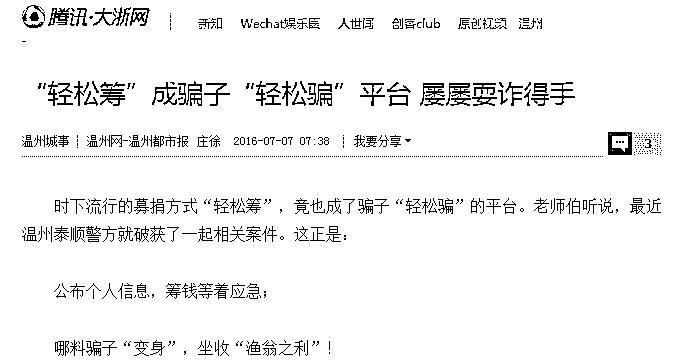 腾讯·大浙网 新知 Wechat娱乐匾 人世间 创客club 原创视频 温州
“轻松筹”成骗子“轻松骗”平台 屡屡耍诈得手
温州城事 温州网-温州都市报 庄徐 2016-07-07 07:38 我要分享 3
时下流行的募捐方式“轻松筹”，竟也成了骗子“轻松骗”的平台。老师伯听说，最近
温州泰顺警方就破获了一起相关案件。这正是：
公布个人信息，筹钱等着应急；
哪料骗子“变身”，坐收“渔翁之利”！